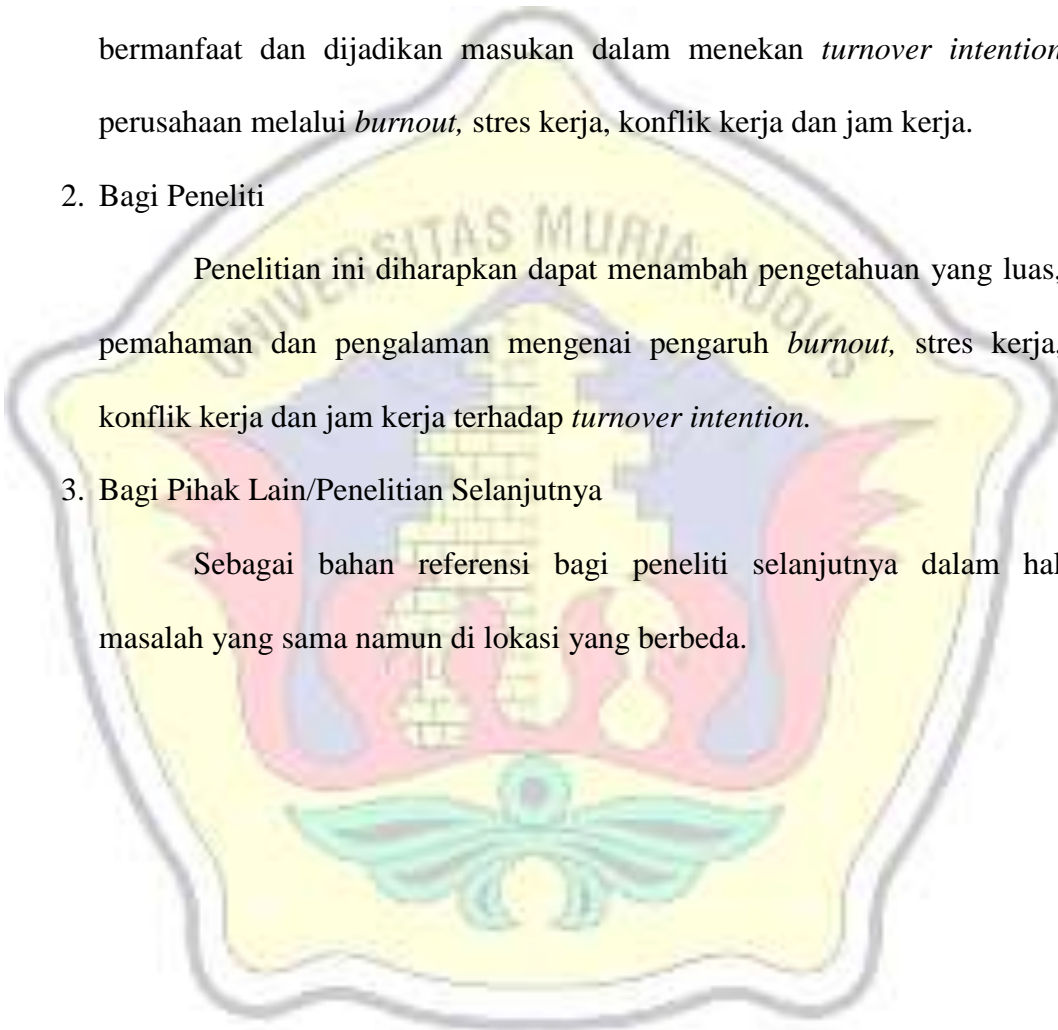 bermanfaat dan dijadikan masukan dalam menekan turnover intention
perusahaan melalui burnout, stres kerja, konflik kerja dan jam kerja.
2. Bagi Peneliti
UNIVERSITAS MURIA KUDUS
Penelitian ini diharapkan dapat menambah pengetahuan yang luas,
pemahaman dan pengalaman mengenai pengaruh burnout, stres kerja,
konflik kerja dan jam kerja terhadap turnover intention.
3. Bagi Pihak Lain/Penelitian Selanjutnya
Sebagai bahan referensi bagi peneliti selanjutnya dalam hal
masalah yang sama namun di lokasi yang berbeda.